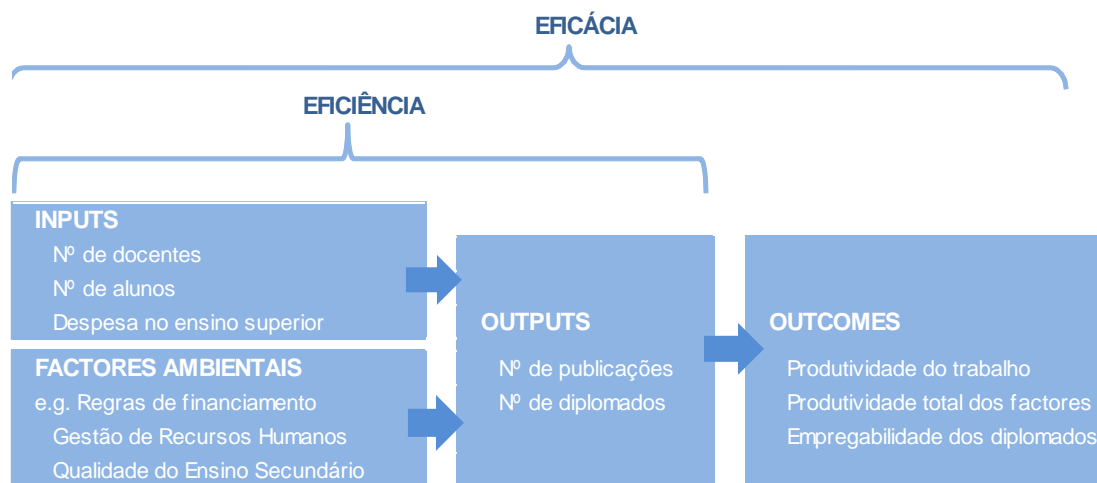 EFICÁCIA
EFICIÊNCIA
INPUTS
Nº de docentes
Nº de alunos
Despesa no ensino superior
FACTORES AMBIENTAIS
e.g. Regras de financiamento
Gestão de Recursos Humanos
Qualidade do Ensino Secundário
OUTPUTS
Nº de publicações
Nº de diplomados
OUTCOMES
Produtividade do trabalho
Produtividade total dos factores
Empregabilidade dos diplomados